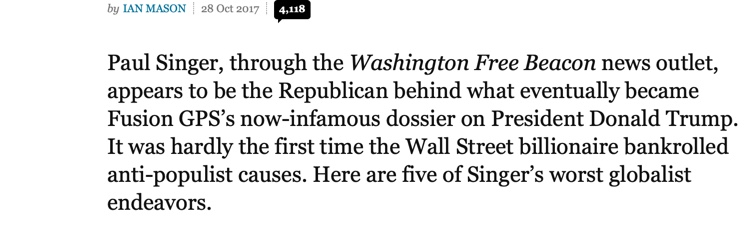 by IAN MASON | 28 Oct 2017 | 4,118
Paul Singer, through the Washington Free Beacon news outlet,
appears to be the Republican behind what eventually became
Fusion GPS’s now-infamous dossier on President Donald Trump.
It was hardly the first time the Wall Street billionaire bankrolled
anti-populist causes. Here are five of Singer’s worst globalist
endeavors.